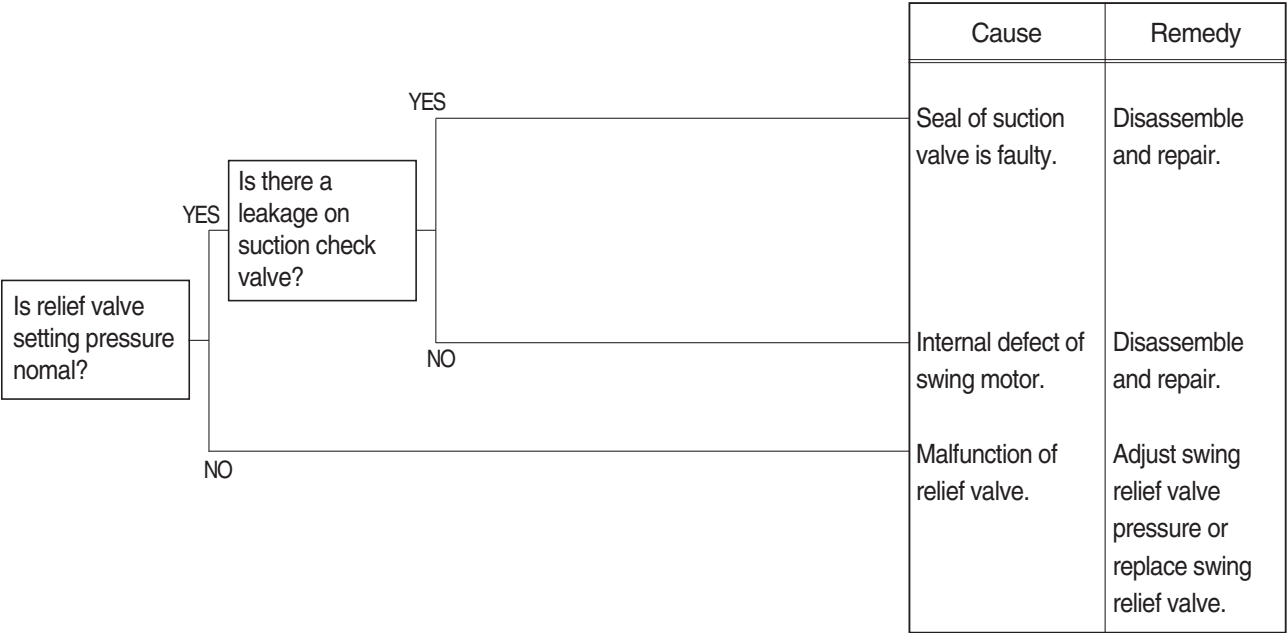 Cause
Remedy
YES
Seal of suction
valve is faulty.
Disassemble
and repair.
Is there a
leakage on
suction check
valve?
YES
Is relief valve
setting pressure
nomal?
NO
Internal defect of
swing motor.
Disassemble
and repair.
NO
Malfunction of
relief valve.
Adjust swing
relief valve
pressure or
replace swing
relief valve.